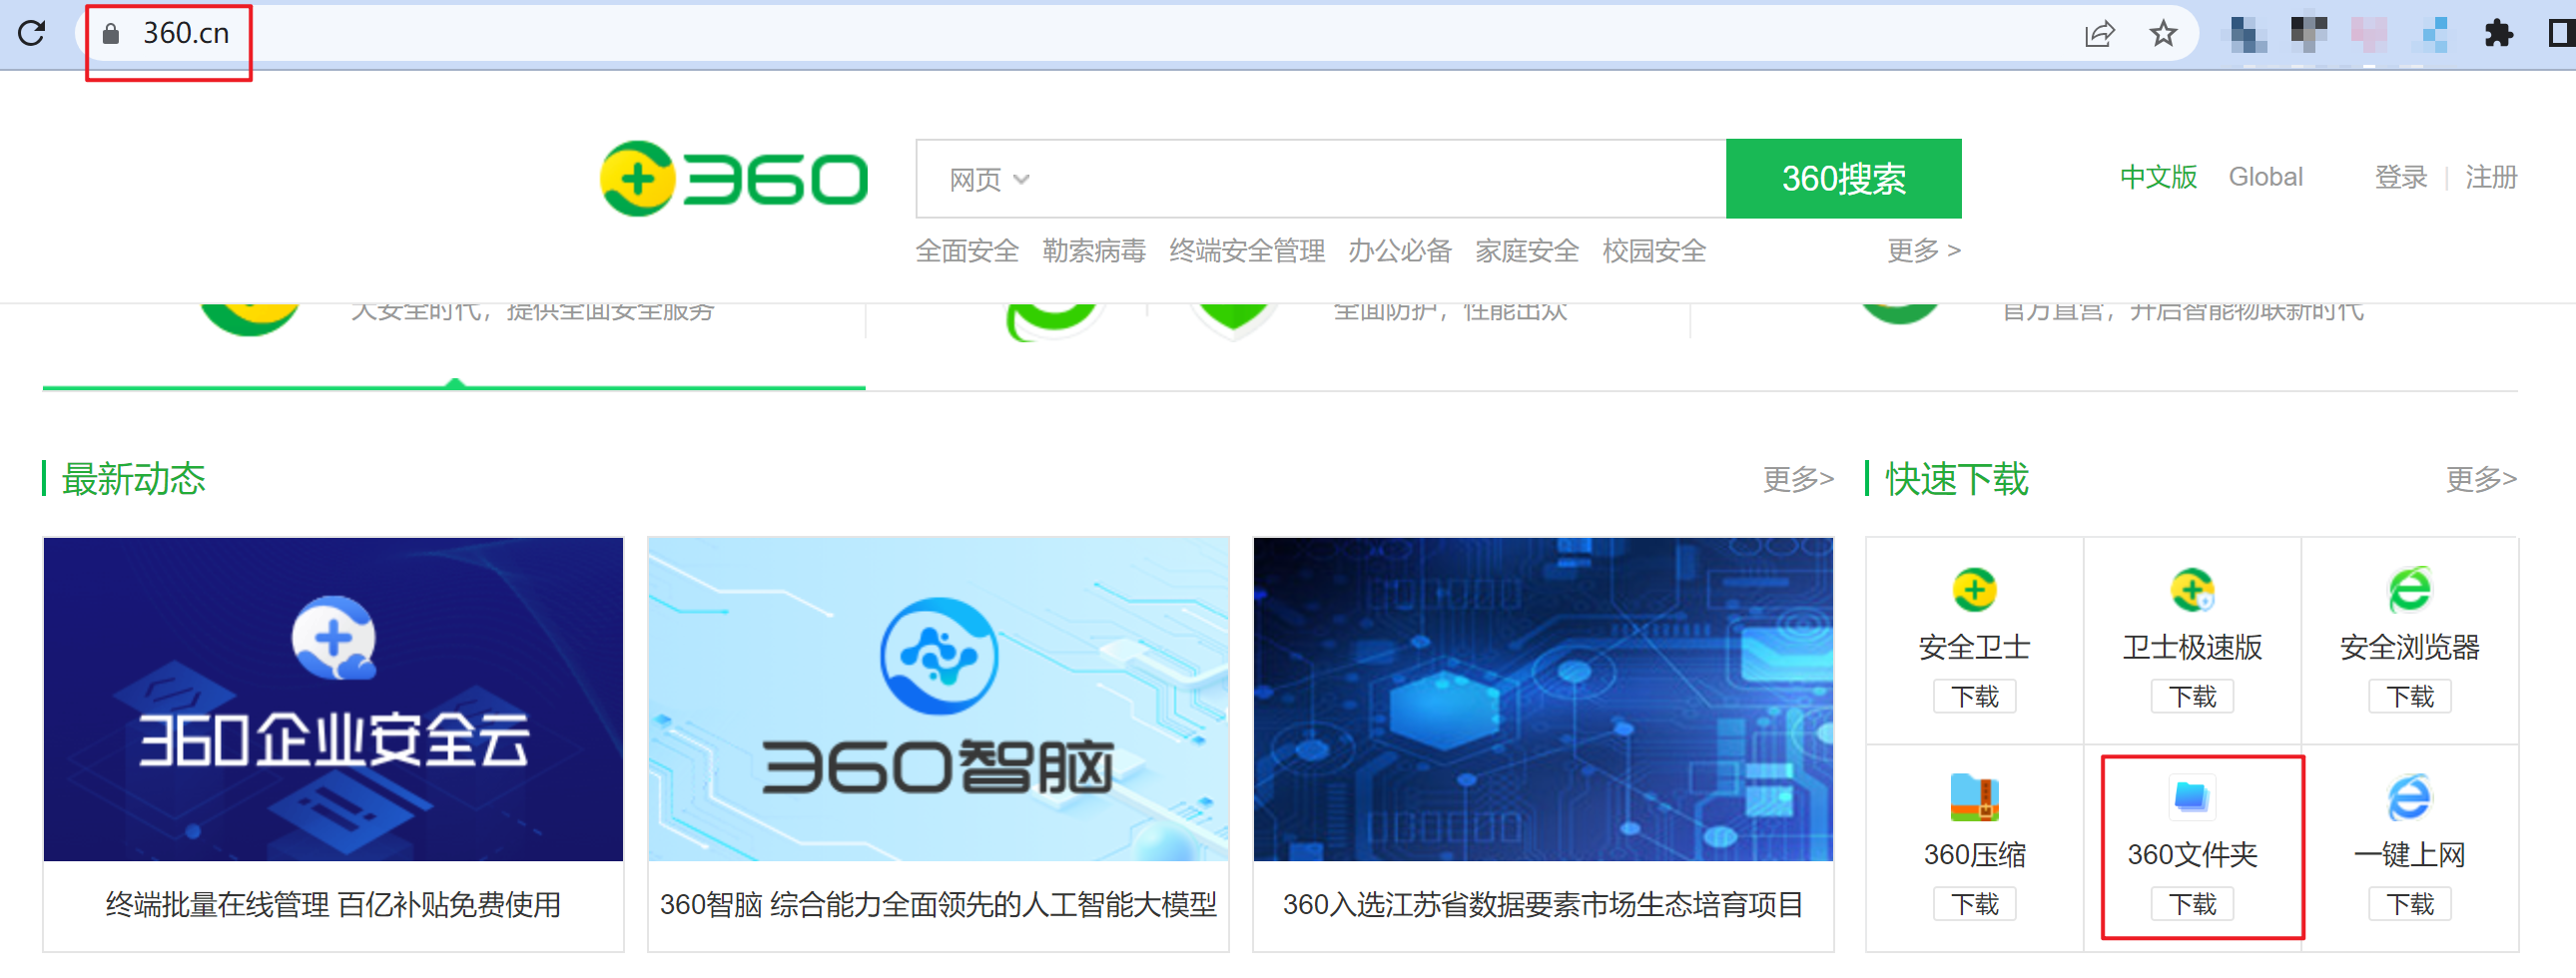 360.cn
360
网页
360搜索
中文版 Global 登录 | 注册
全面安全 勒索病毒 终端安全管理 办公必备 家庭安全 校园安全 更多 >
大安全时代，提供全面安全服务
全面防护，性能出众
官方直营，开启智能物联新时代
最新动态 更多>
快速下载 更多>
360企业安全云
360智脑
终端批量在线管理 百亿补贴免费使用
360智脑 综合能力全面领先的人工智能大模型
360入选江苏省数据要素市场生态培育项目
安全卫士
下载
卫士极速版
下载
安全浏览器
下载
360压缩
下载
360文件夹
下载
一键上网
下载